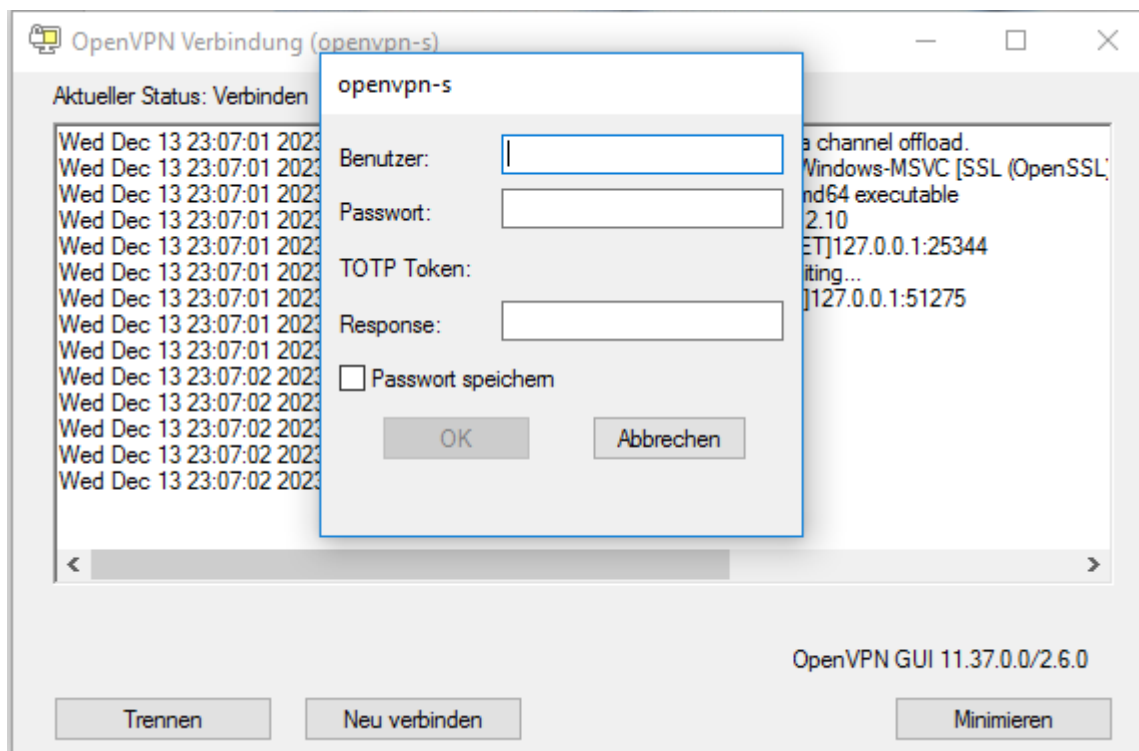 OpenVPN Verbindung (openvpn-s)
Aktueller Status: Verbinden
Wed Dec 13 23:07:01 2023 a channel offload.
Wed Dec 13 23:07:01 2023 Windows-MSVC [SSL (OpenSSL]
Wed Dec 13 23:07:01 2023 md64 executable
Wed Dec 13 23:07:01 2023 2.10
Wed Dec 13 23:07:01 2023 ET]127.0.0.1:25344
Wed Dec 13 23:07:01 2023 iting...
Wed Dec 13 23:07:01 2023 ]127.0.0.1:51275
Wed Dec 13 23:07:01 2023
Wed Dec 13 23:07:01 2023
Wed Dec 13 23:07:02 2023
Wed Dec 13 23:07:02 2023
Wed Dec 13 23:07:02 2023
Wed Dec 13 23:07:02 2023
Wed Dec 13 23:07:02 2023
openvpn-s
Benutzer:
Passwort:
TOTP Token:
Response:
Passwort speichern
OK
Abbrechen
OpenVPN GUI 11.37.0.0/2.6.0
Trennen
Neu verbinden
Minimieren